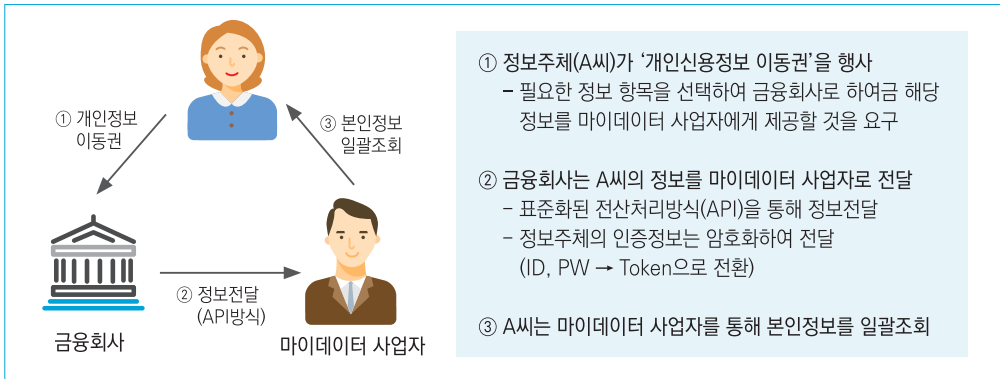 ① 개인정보
이동권
③ 본인정보
일괄조회
② 정보전달
(API방식)
금융회사
마이데이터 사업자
① 정보주체(A씨)가 ‘개인신용정보 이동권’을 행사
– 필요한 정보 항목을 선택하여 금융회사로 하여금 해당
정보를 마이데이터 사업자에게 제공할 것을 요구
② 금융회사는 A씨의 정보를 마이데이터 사업자로 전달
– 표준화된 전산처리방식(API)을 통해 정보전달
– 정보주체의 인증정보는 암호화하여 전달
(ID, PW → Token으로 전환)
③ A씨는 마이데이터 사업자를 통해 본인정보를 일괄조회